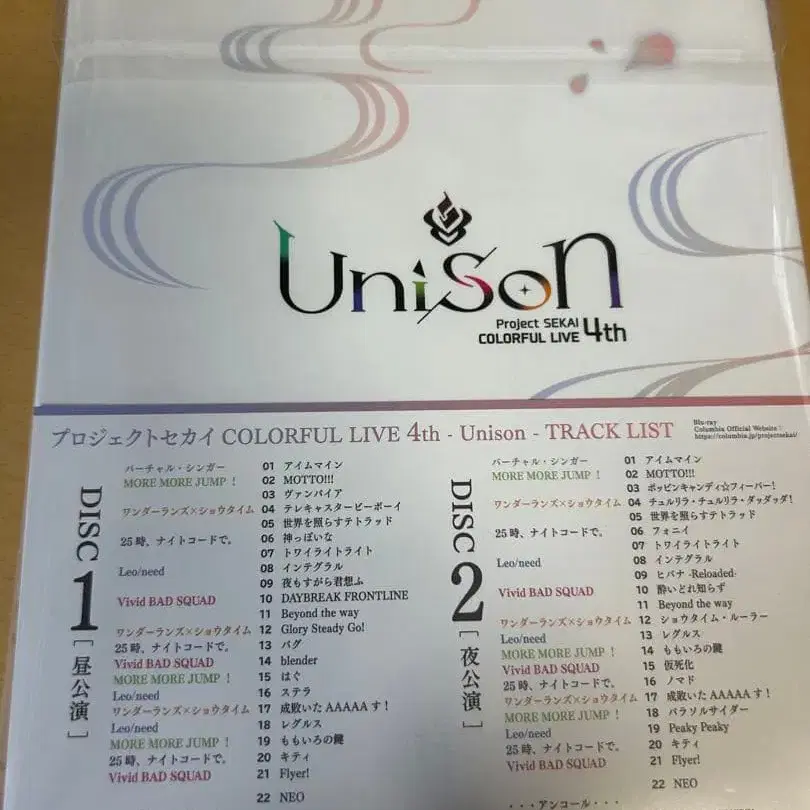 UniSoN
Project SEKAI
COLORFUL LIVE 4th
プロジェクトセカイ COLORFUL LIVE 4th - Unison - TRACK LIST
Blu-ray
Columbia Official Website :
https://columbia.jp/projectsekai/
DISC 1 [昼公演]
バーチャル・シンガー 01 アイムマイン
MORE MORE JUMP ! 02 MOTTO!!!
03 ヴァンパイア
ワンダーランズ×ショウタイム 04 テレキャスタービーボーイ
05 世界を照らすテトラッド
25時、ナイトコードで。 06 神っぽいな
07 トワイライトライト
Leo/need 08 インテグラル
09 夜もすがら君想ふ
Vivid BAD SQUAD 10 DAYBREAK FRONTLINE
11 Beyond the way
ワンダーランズ×ショウタイム 12 Glory Steady Go!
25時、ナイトコードで。 13 バグ
Vivid BAD SQUAD 14 blender
MORE MORE JUMP ! 15 はぐ
Leo/need 16 ステラ
ワンダーランズ×ショウタイム 17 成敗いたAAAAAす!
Leo/need 18 レグルス
MORE MORE JUMP ! 19 ももいろの鍵
25時、ナイトコードで。 20 キティ
Vivid BAD SQUAD 21 Flyer!
22 NEO
DISC 2 [夜公演]
バーチャル・シンガー 01 アイムマイン
MORE MORE JUMP ! 02 MOTTO!!!
03 ポッピンキャンディ☆フィーバー!
ワンダーランズ×ショウタイム 04 チュルリラ・チュルリラ・ダッダッダ!
05 世界を照らすテトラッド
25時、ナイトコードで。 06 フォニイ
07 トワイライトライト
Leo/need 08 インテグラル
09 ヒバナ -Reloaded-
Vivid BAD SQUAD 10 酔いどれ知らず
11 Beyond the way
ワンダーランズ×ショウタイム 12 ショウタイム・ルーラー
Leo/need 13 レグルス
MORE MORE JUMP ! 14 ももいろの鍵
Vivid BAD SQUAD 15 仮死化
25時、ナイトコードで。 16 ノマド
ワンダーランズ×ショウタイム 17 成敗いたAAAAAす!
MORE MORE JUMP ! 18 パラソルサイダー
Leo/need 19 Peaky Peaky
25時、ナイトコードで。 20 キティ
Vivid BAD SQUAD 21 Flyer!
22 NEO
・・・アンコール・・・